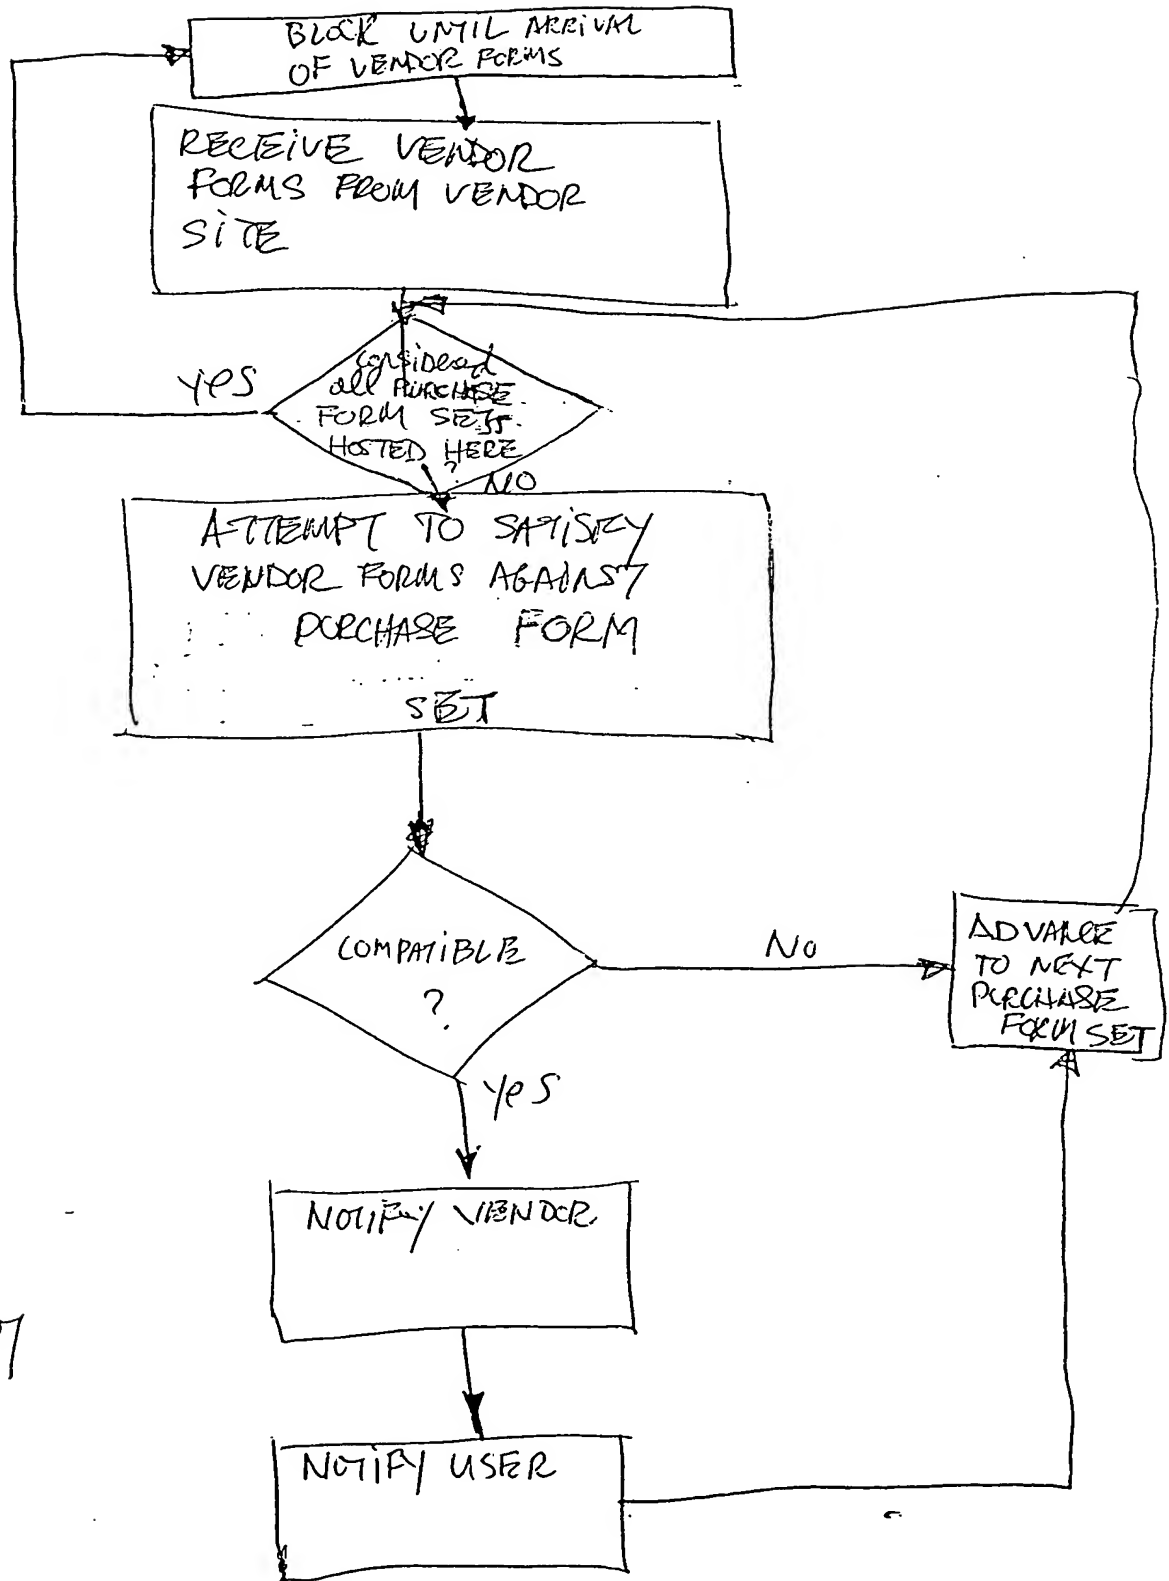 BLOCK UNTIL ARRIVAL
OF VENDOR FORMS
RECEIVE VENDOR
FORMS FROM VENDOR
SITE
considered
all PURCHASE
FORM SETS
HOSTED HERE
?
yes
NO
ATTEMPT TO SATISFY
VENDOR FORMS AGAINST
PURCHASE FORM
SET
COMPATIBLE
?
No
ADVANCE
TO NEXT
PURCHASE
FORM SET
yes
NOTIFY VENDOR
7
NOTIFY USER